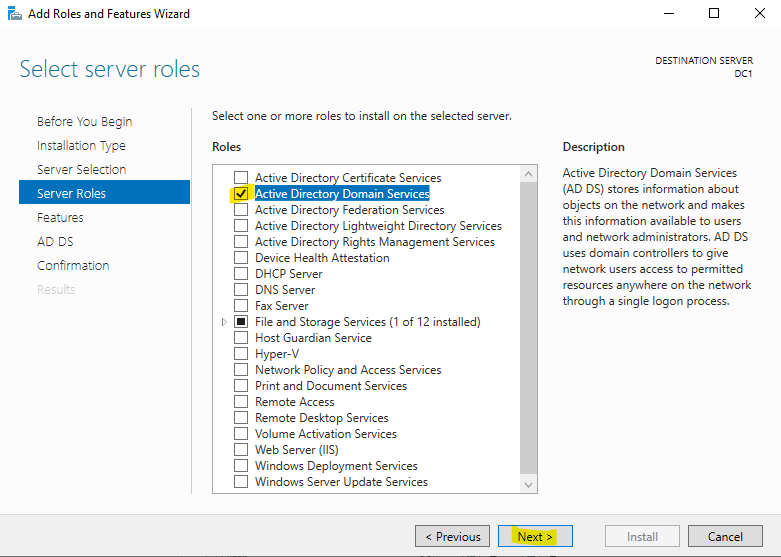 Add Roles and Features Wizard
Select server roles
DESTINATION SERVER
DC1
Before You Begin
Installation Type
Server Selection
Server Roles
Features
AD DS
Confirmation
Results
Select one or more roles to install on the selected server.
Roles
Active Directory Certificate Services
Active Directory Domain Services
Active Directory Federation Services
Active Directory Lightweight Directory Services
Active Directory Rights Management Services
Device Health Attestation
DHCP Server
DNS Server
Fax Server
File and Storage Services (1 of 12 installed)
Host Guardian Service
Hyper-V
Network Policy and Access Services
Print and Document Services
Remote Access
Remote Desktop Services
Volume Activation Services
Web Server (IIS)
Windows Deployment Services
Windows Server Update Services
Description
Active Directory Domain Services
(AD DS) stores information about
objects on the network and makes
this information available to users
and network administrators. AD DS
uses domain controllers to give
network users access to permitted
resources anywhere on the network
through a single logon process.
< Previous
Next >
Install
Cancel